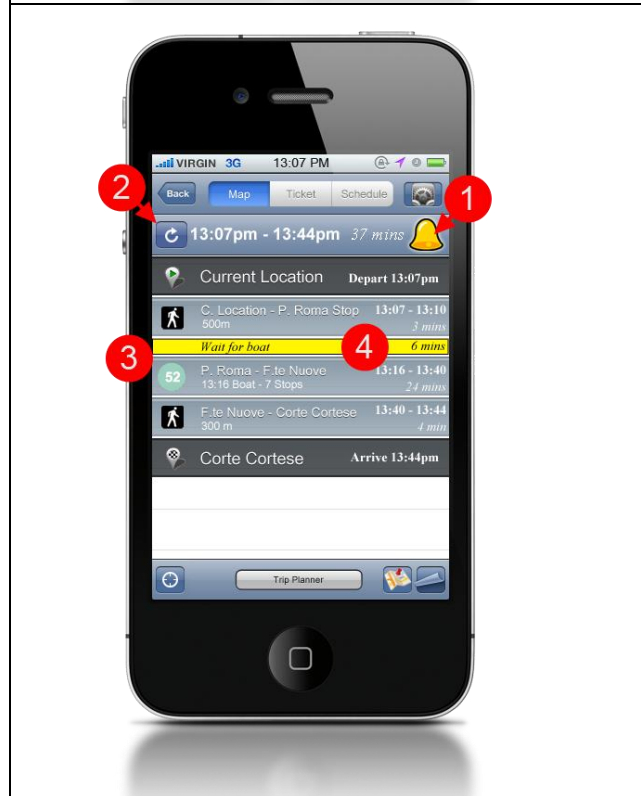 VIRGIN 3G 13:07 PM
2
1
Back Map Ticket Schedule
13:07pm - 13:44pm 37 mins
Current Location Depart 13:07pm
C. Location - P. Roma Stop 13:07 - 13:10
500m 3 mins
3
4
Wait for boat 6 mins
52
P. Roma - F.te Nuove 13:16 - 13:40
13:16 Boat - 7 Stops 24 mins
F.te Nuove - Corte Cortese 13:40 - 13:44
300 m 4 min
Corte Cortese Arrive 13:44pm
Trip Planner